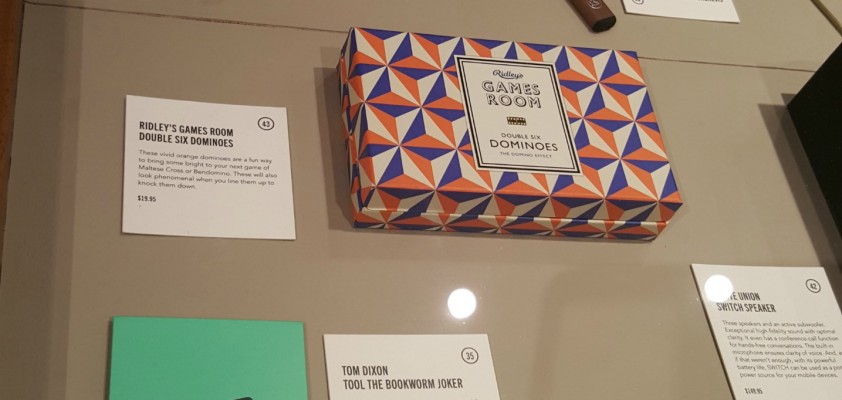 43
RIDLEY'S GAMES ROOM
DOUBLE SIX DOMINOES
These vivid orange dominoes are a fun way
to bring some bright to your next game of
Maltese Cross or Bendomino. These will also
look phenomenal when you line them up to
knock them down.
$19.95
Ridley's
GAMES
ROOM
DOUBLE SIX
DOMINOES
THE DOMINO EFFECT
35
TOM DIXON
TOOL THE BOOKWORM JOKER
42
UNION
SWITCH SPEAKER
Three speakers and an active subwoofer.
Exceptional high-fidelity sound with optional
clarity. It even has a conference-call function
for hands-free conversations. The built-in
microphone ensures clarity of voice. And,
if that weren't enough, with its powerful
battery life, SWITCH can be used as a
power source for your mobile devices.
$149.95